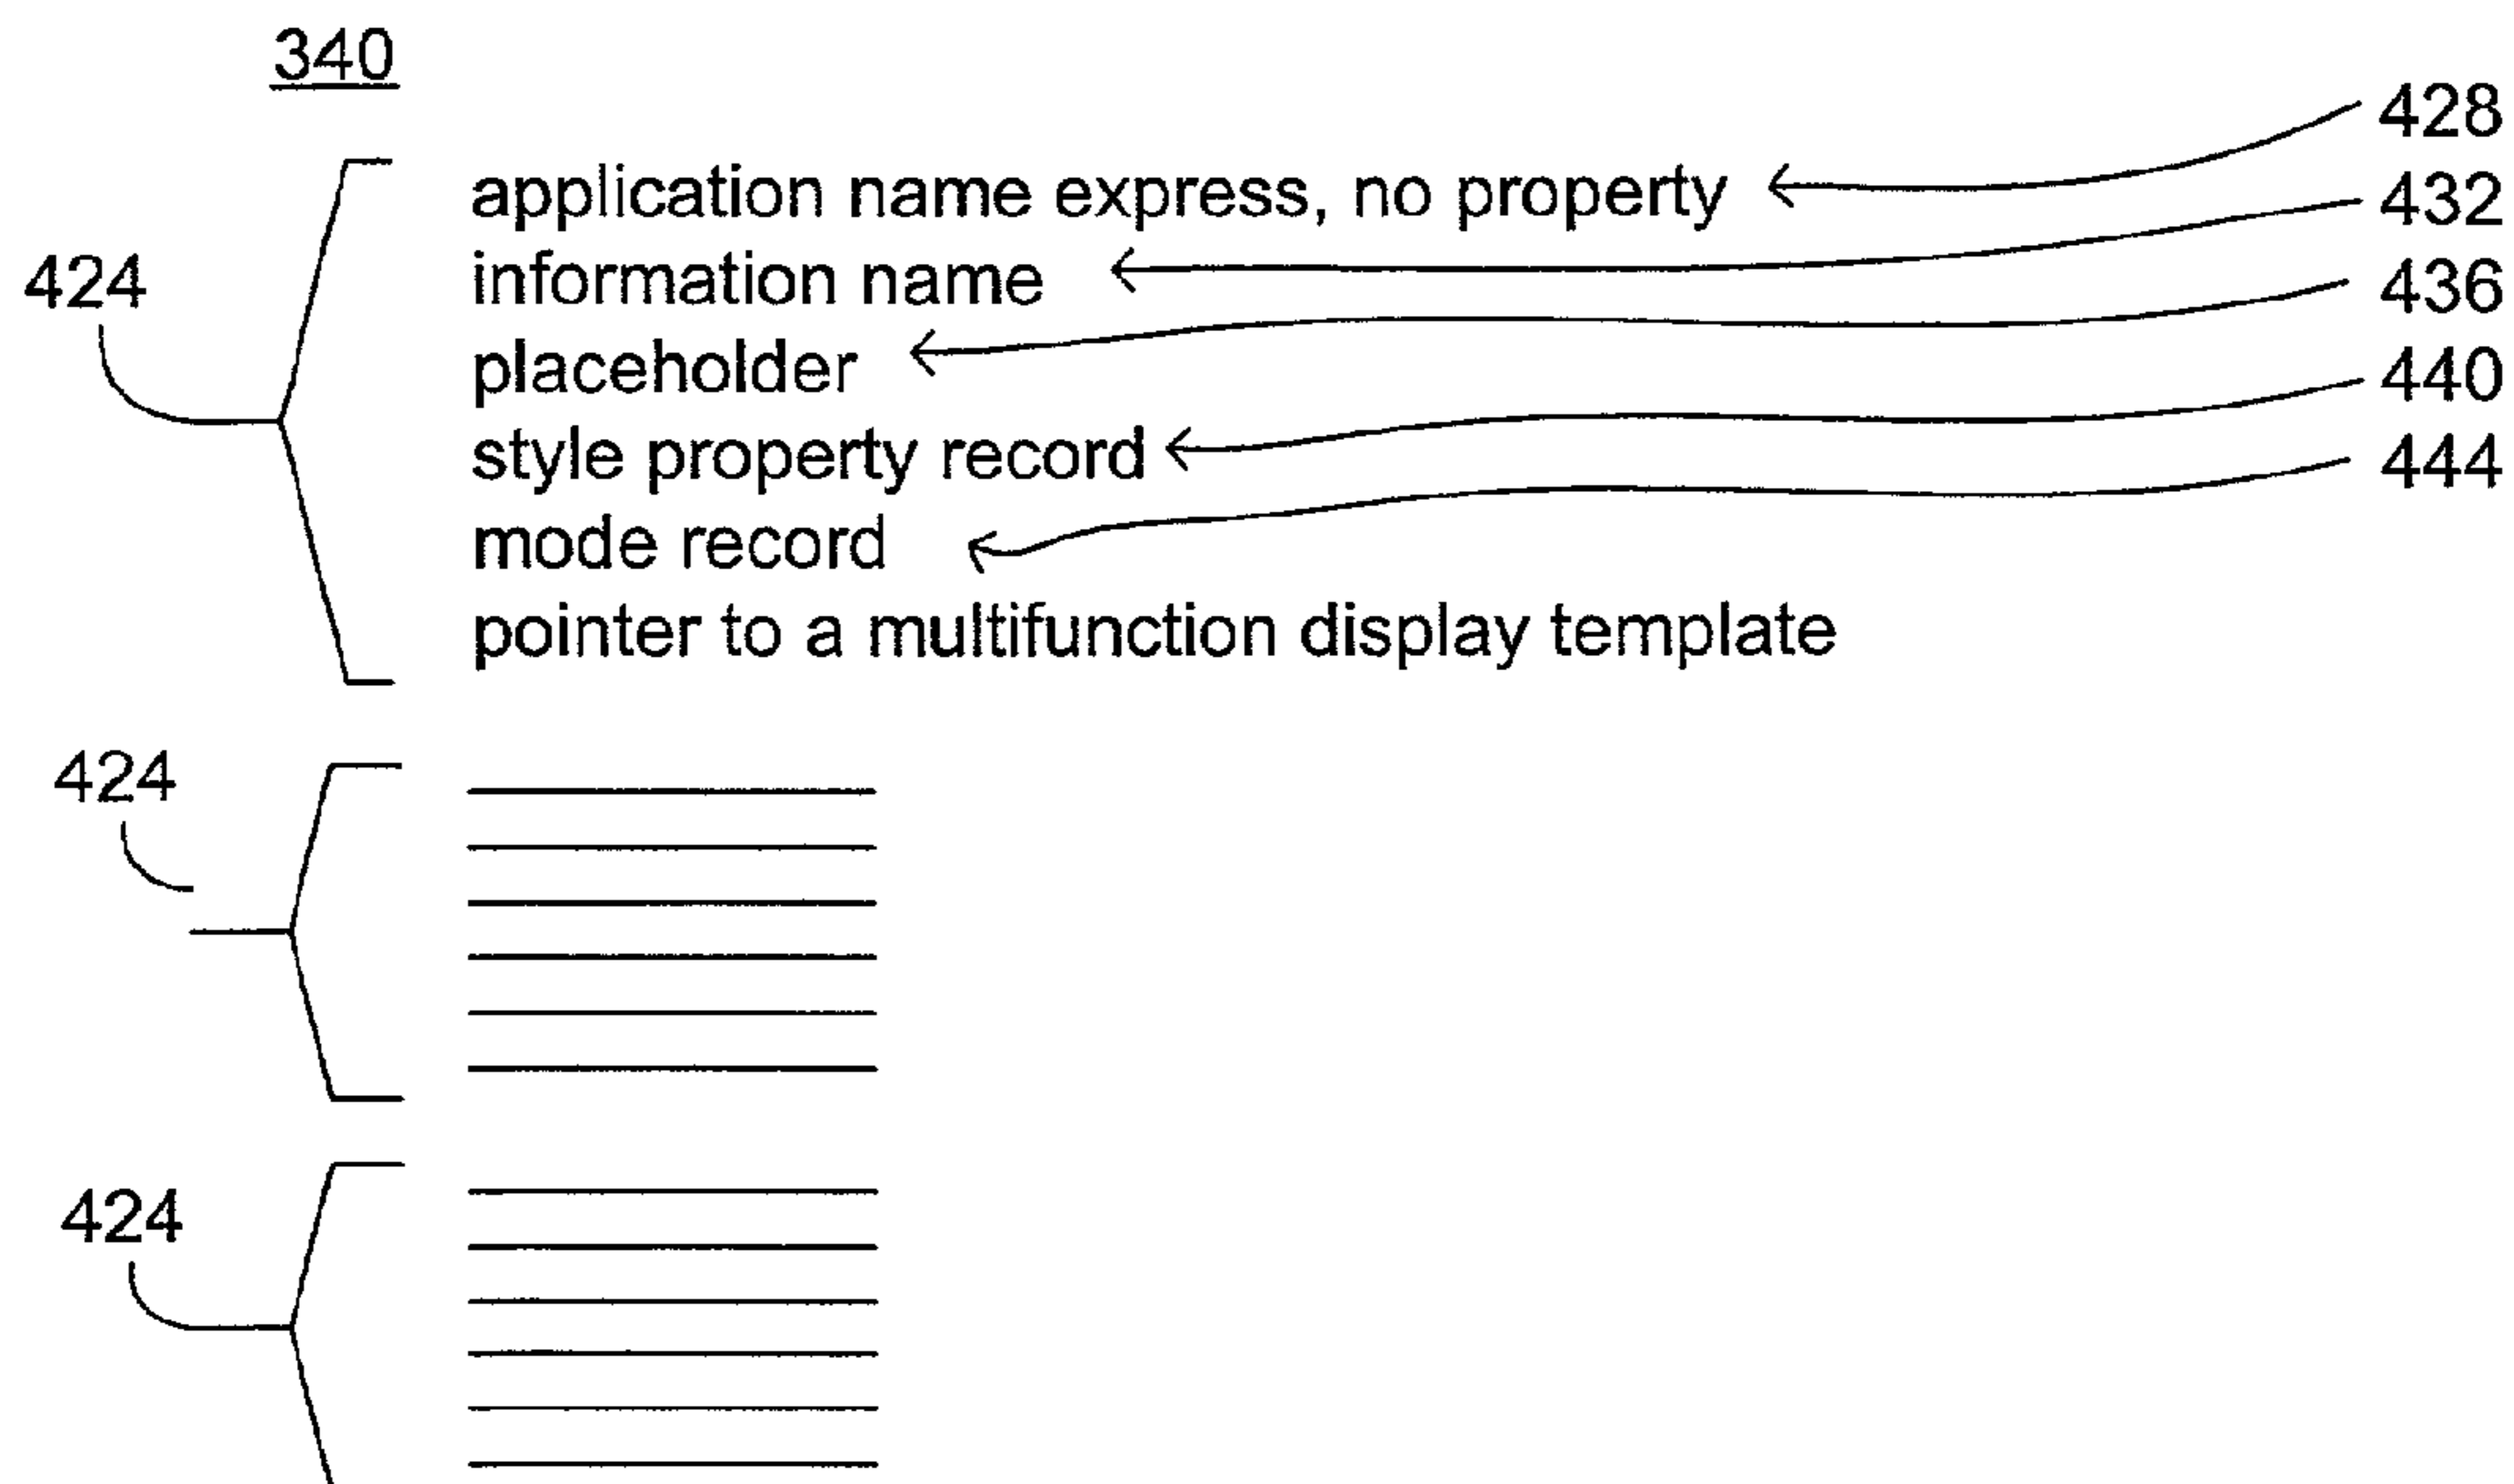 340
428
application name express, no property
432
424
information name
436
placeholder
440
style property record
444
mode record
pointer to a multifunction display template
424
424